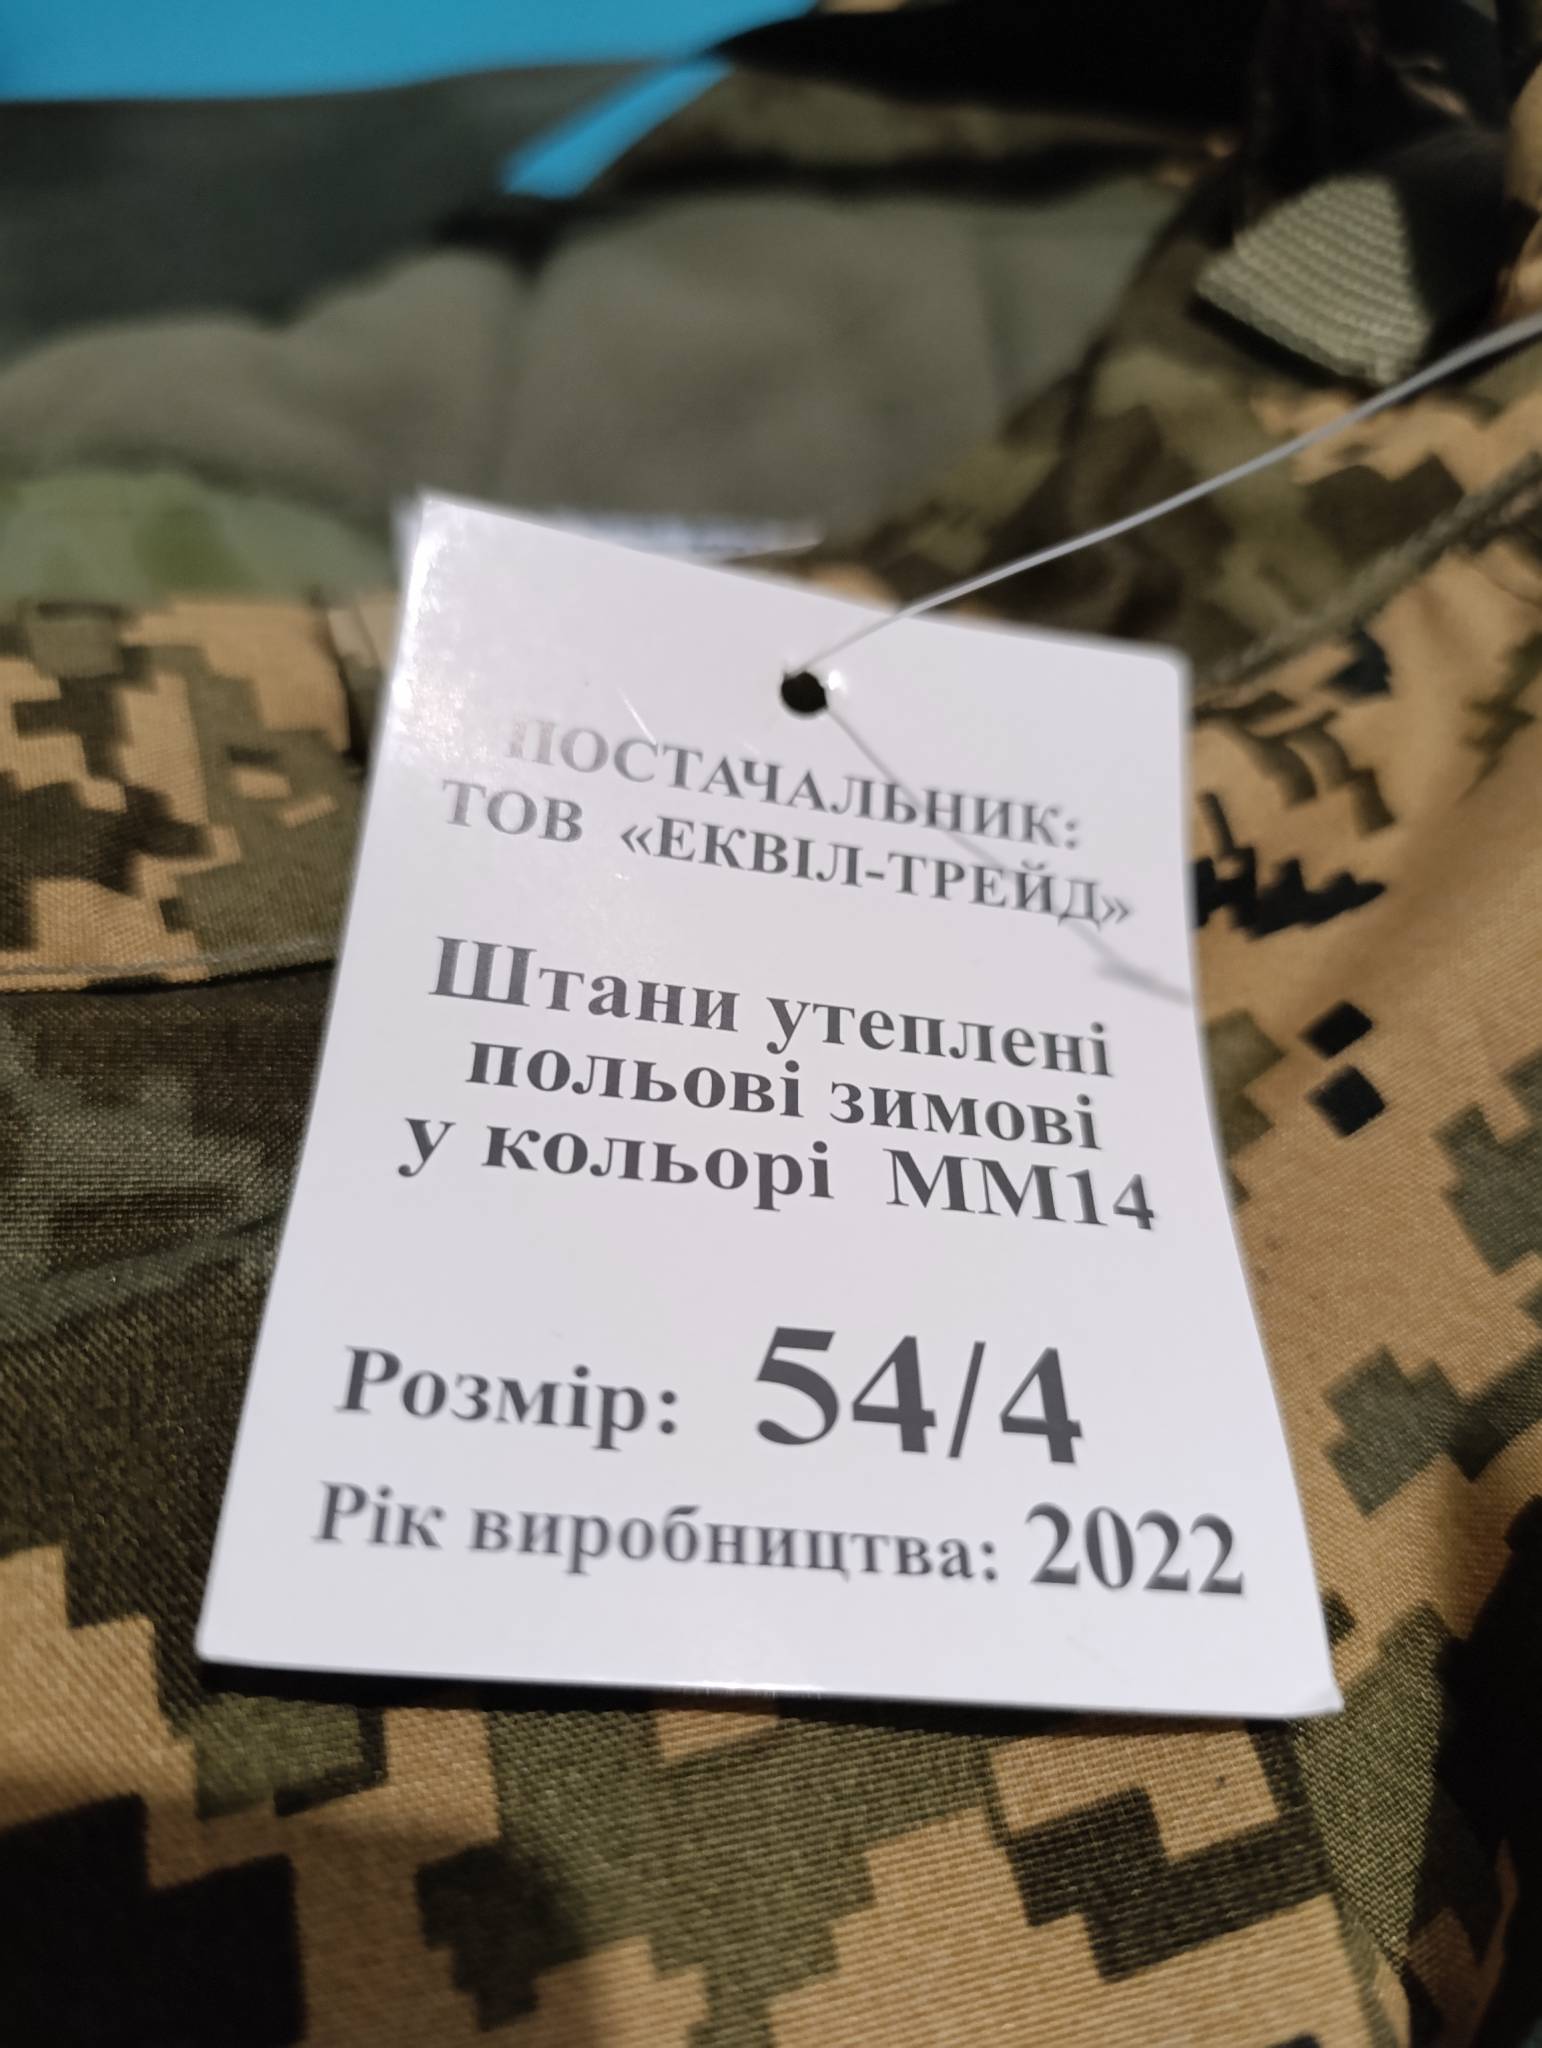 ПОСТАЧАЛЬНИК:
ТОВ «ЕКВІЛ-ТРЕЙД»
Штани утеплені
польові зимові
у кольорі ММ14
Розмір: 54/4
Рік виробництва: 2022